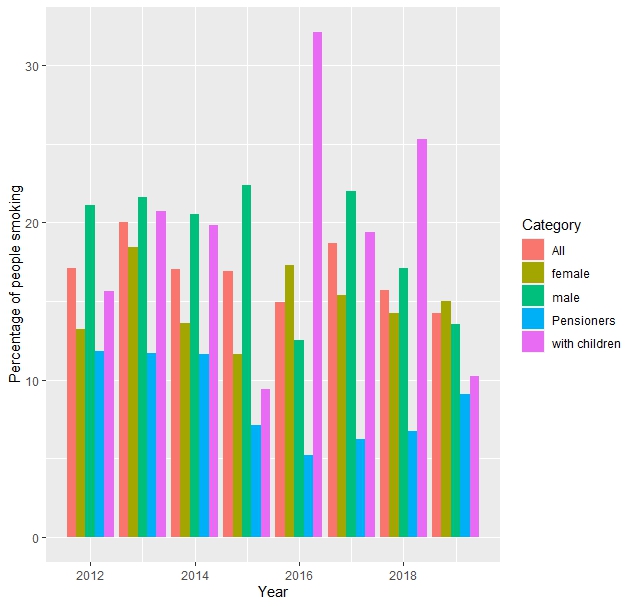 Percentage of people smoking
30
20
10
0
2012 2014 2016 2018
Year
Category
All
female
male
Pensioners
with children